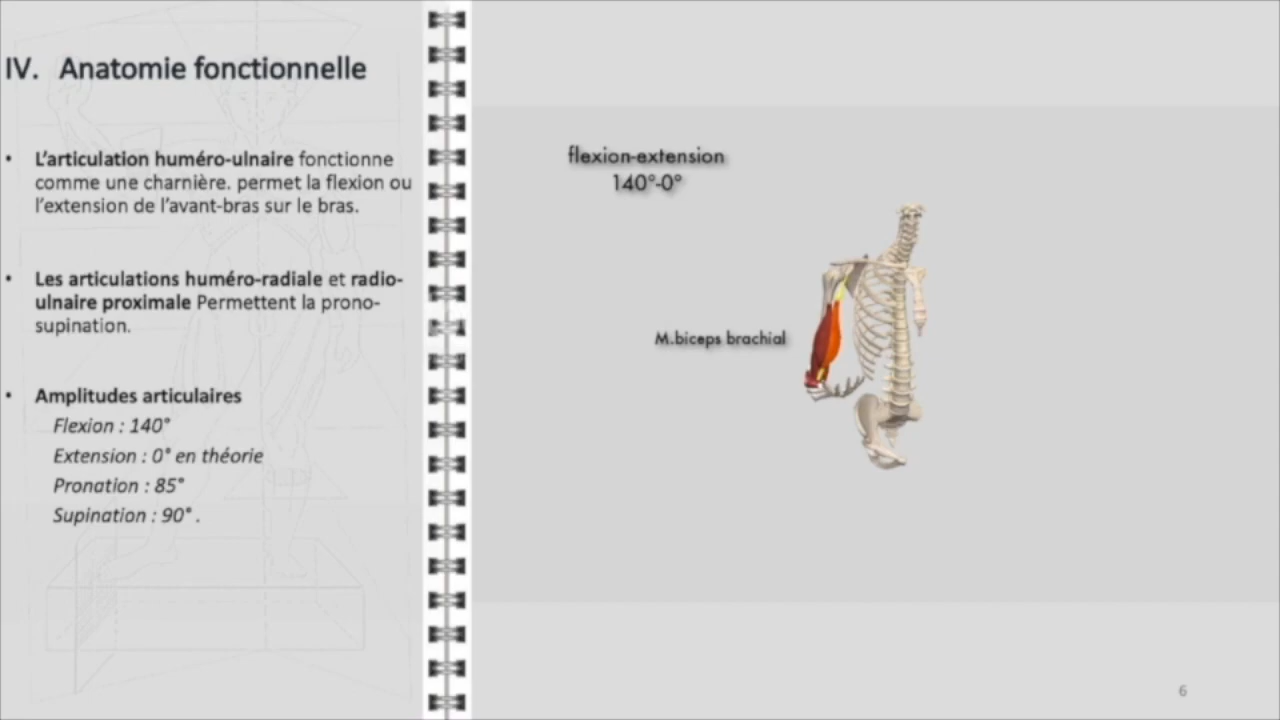 IV. Anatomie fonctionnelle
• L'articulation huméro-ulnaire fonctionne
comme une charnière. permet la flexion ou
l'extension de l'avant-bras sur le bras.
• Les articulations huméro-radiale et radio-
ulnaire proximale Permettent la prono-
supination.
• Amplitudes articulaires
Flexion : 140°
Extension : 0° en théorie
Pronation : 85°
Supination : 90° .
flexion-extension
140°-0°
M.biceps brachial
6